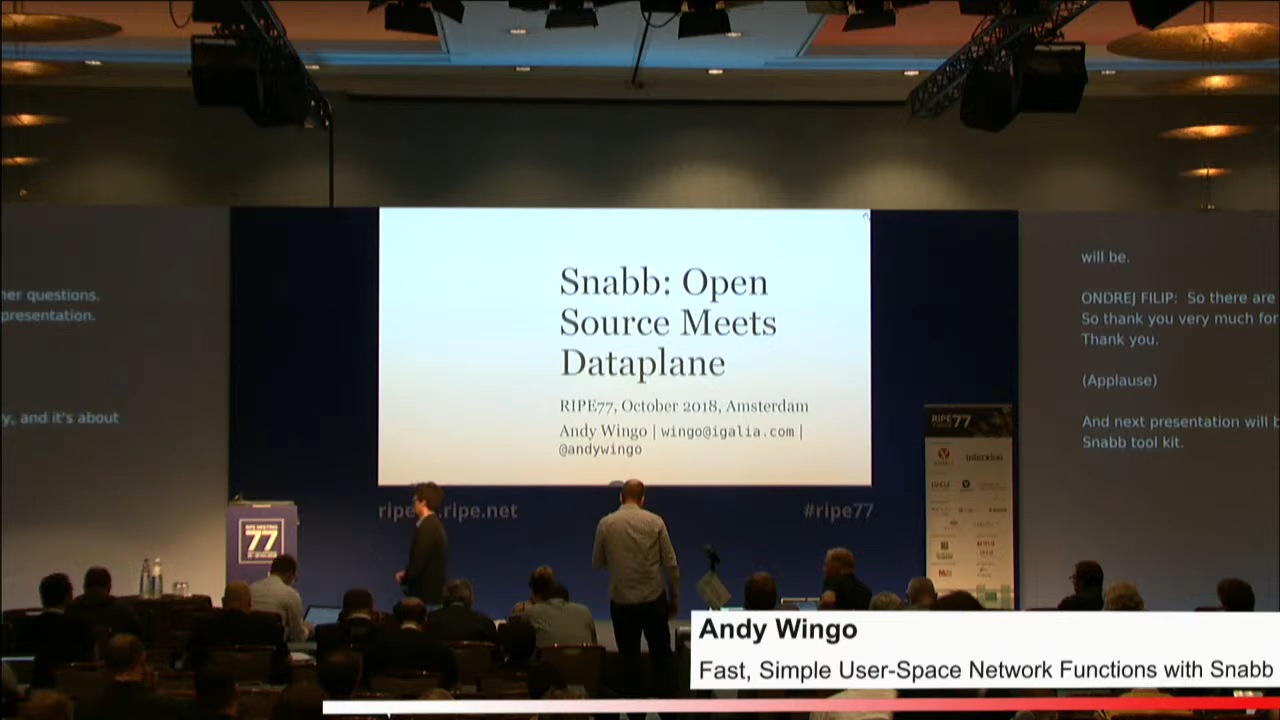 Snabb: Open
Source Meets
Dataplane
RIPE77, October 2018, Amsterdam
Andy Wingo | wingo@igalia.com |
@andywingo
her questions.
presentation.
y, and it's about
will be.
ONDREJ FILIP: So there are
So thank you very much for
Thank you.
(Applause)
And next presentation will b
Snabb tool kit.
ripe .ripe.net
#ripe77
RIPE MEETING
77
RIPE77
interxion
Andy Wingo
Fast, Simple User-Space Network Functions with Snabb